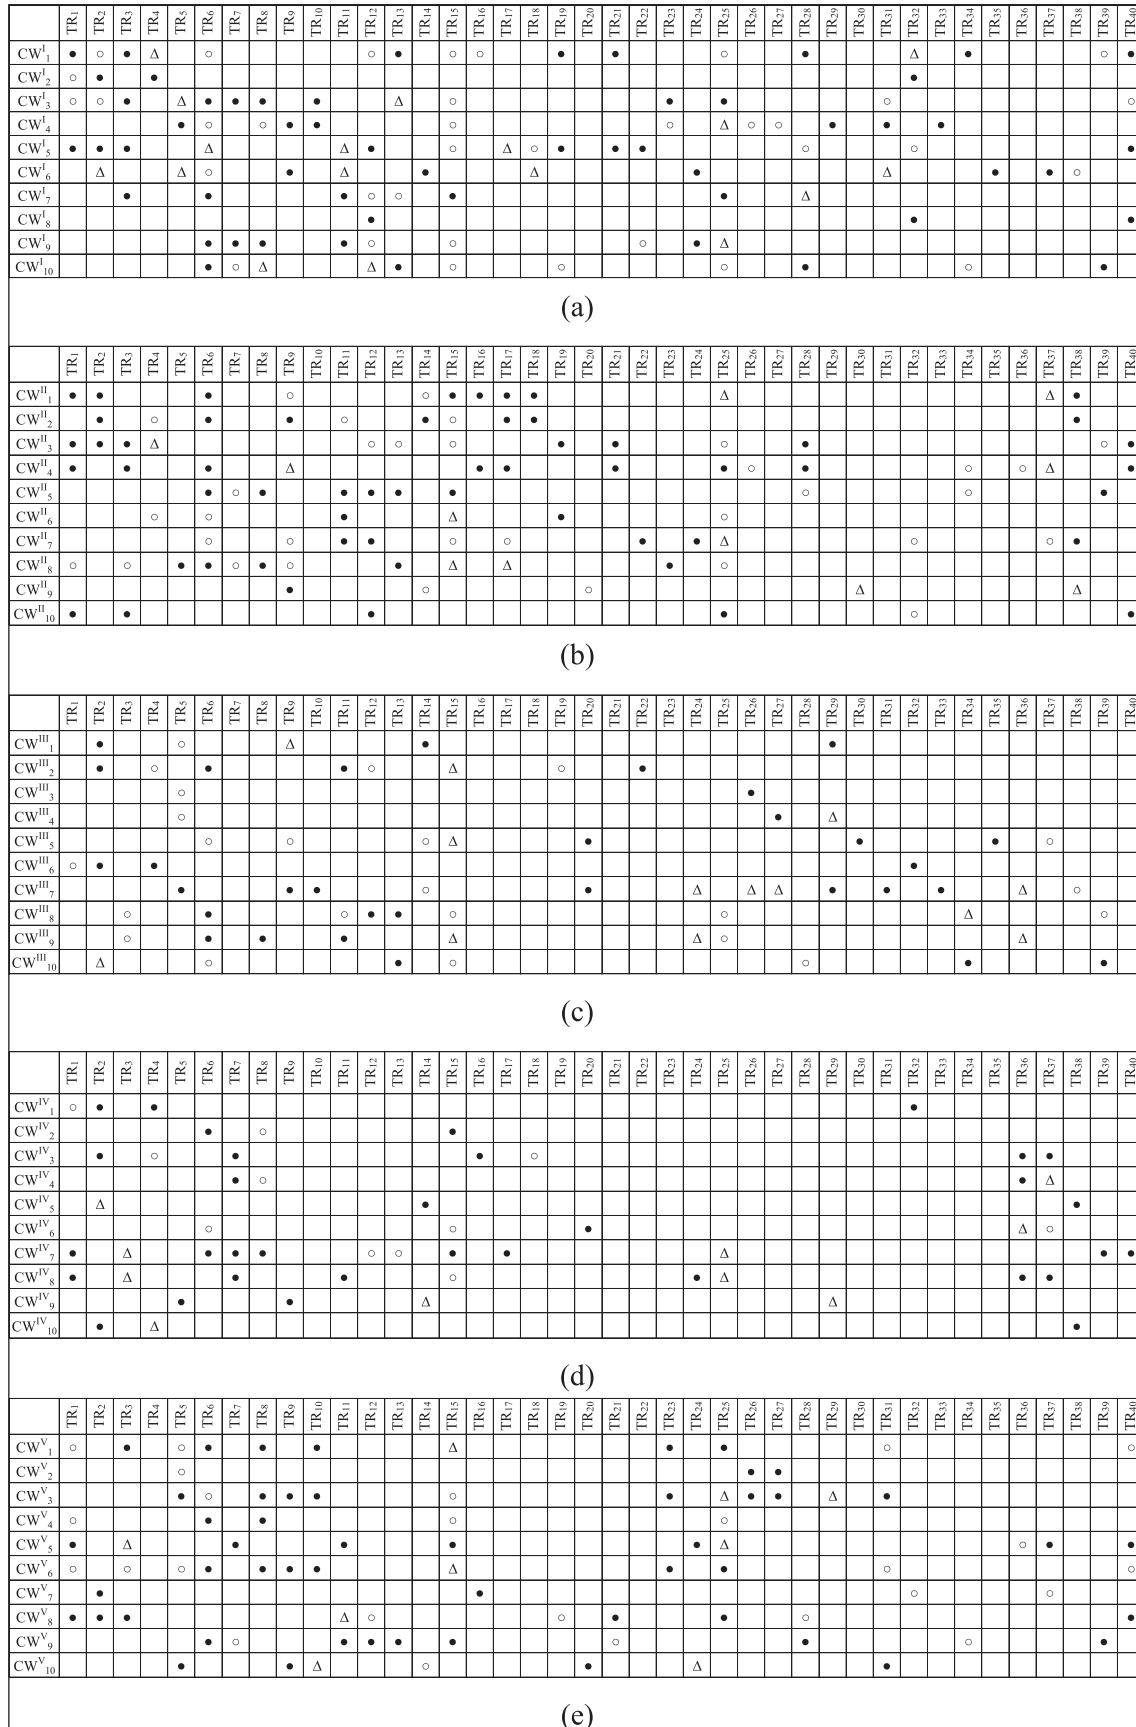 TR₁ TR₂ TR₃ TR₄ TR₅ TR₆ TR₇ TR₈ TR₉ TR₁₀ TR₁₁ TR₁₂ TR₁₃ TR₁₄ TR₁₅ TR₁₆ TR₁₇ TR₁₈ TR₁₉ TR₂₀ TR₂₁ TR₂₂ TR₂₃ TR₂₄ TR₂₅ TR₂₆ TR₂₇ TR₂₈ TR₂₉ TR₃₀ TR₃₁ TR₃₂ TR₃₃ TR₃₄ TR₃₅ TR₃₆ TR₃₇ TR₃₈ TR₃₉ TR₄₀
CWᴵ₁ ● ○ ● Δ ○ ○ ● ○ ○ ● ● ○ ● Δ ● ○ ●
CWᴵ₂ ○ ● ● ●
CWᴵ₃ ○ ○ ● Δ ● ● ● ● Δ ○ ● ● ○ ○
CWᴵ₄ ● ○ ○ ● ● ○ ○ Δ ○ ○ ● ● ●
CWᴵ₅ ● ● ● Δ Δ ● ○ Δ ○ ● ● ● ○ ○ ●
CWᴵ₆ Δ Δ ○ ● Δ ● Δ ● Δ ● ● ○
CWᴵ₇ ● ● ● ○ ○ ● ● Δ
CWᴵ₈ ● ● ●
CWᴵ₉ ● ● ● ● ○ ○ ○ ● Δ
CWᴵ₁₀ ● ○ Δ Δ ● ○ ○ ○ ● ○ ●
(a)
TR₁ TR₂ TR₃ TR₄ TR₅ TR₆ TR₇ TR₈ TR₉ TR₁₀ TR₁₁ TR₁₂ TR₁₃ TR₁₄ TR₁₅ TR₁₆ TR₁₇ TR₁₈ TR₁₉ TR₂₀ TR₂₁ TR₂₂ TR₂₃ TR₂₄ TR₂₅ TR₂₆ TR₂₇ TR₂₈ TR₂₉ TR₃₀ TR₃₁ TR₃₂ TR₃₃ TR₃₄ TR₃₅ TR₃₆ TR₃₇ TR₃₈ TR₃₉ TR₄₀
CWᴵᴵ₁ ● ● ● ○ ○ ● ● ● ● Δ Δ ●
CWᴵᴵ₂ ● ○ ● ● ○ ● ○ ● ● ●
CWᴵᴵ₃ ● ● ● Δ ○ ○ ○ ● ● ○ ● ○ ●
CWᴵᴵ₄ ● ● ● Δ ● ● ● ● ○ ● ○ ○ Δ ●
CWᴵᴵ₅ ● ○ ● ● ● ● ● ○ ○ ●
CWᴵᴵ₆ ○ ○ ● Δ ● ○
CWᴵᴵ₇ ○ ○ ● ● ○ ○ ● ● Δ ○ ○ ●
CWᴵᴵ₈ ○ ○ ● ● ○ ● ○ ● Δ Δ ● ○
CWᴵᴵ₉ ● ○ ○ Δ Δ
CWᴵᴵ₁₀ ● ● ● ● ○ ●
(b)
TR₁ TR₂ TR₃ TR₄ TR₅ TR₆ TR₇ TR₈ TR₉ TR₁₀ TR₁₁ TR₁₂ TR₁₃ TR₁₄ TR₁₅ TR₁₆ TR₁₇ TR₁₈ TR₁₉ TR₂₀ TR₂₁ TR₂₂ TR₂₃ TR₂₄ TR₂₅ TR₂₆ TR₂₇ TR₂₈ TR₂₉ TR₃₀ TR₃₁ TR₃₂ TR₃₃ TR₃₄ TR₃₅ TR₃₆ TR₃₇ TR₃₈ TR₃₉ TR₄₀
CWᴵᴵᴵ₁ ● ○ Δ ● ●
CWᴵᴵᴵ₂ ● ○ ● ● ○ Δ ○ ●
CWᴵᴵᴵ₃ ○ ●
CWᴵᴵᴵ₄ ○ ● Δ
CWᴵᴵᴵ₅ ○ ○ ○ Δ ● ● ● ○
CWᴵᴵᴵ₆ ○ ● ● ●
CWᴵᴵᴵ₇ ● ● ● ○ ● Δ Δ Δ ● ● ● Δ ○
CWᴵᴵᴵ₈ ○ ● ○ ● ● ○ ○ Δ ○
CWᴵᴵᴵ₉ ○ ● ● ● Δ Δ ○ Δ
CWᴵᴵᴵ₁₀ Δ ○ ● ○ ○ ● ●
(c)
TR₁ TR₂ TR₃ TR₄ TR₅ TR₆ TR₇ TR₈ TR₉ TR₁₀ TR₁₁ TR₁₂ TR₁₃ TR₁₄ TR₁₅ TR₁₆ TR₁₇ TR₁₈ TR₁₉ TR₂₀ TR₂₁ TR₂₂ TR₂₃ TR₂₄ TR₂₅ TR₂₆ TR₂₇ TR₂₈ TR₂₉ TR₃₀ TR₃₁ TR₃₂ TR₃₃ TR₃₄ TR₃₅ TR₃₆ TR₃₇ TR₃₈ TR₃₉ TR₄₀
CWᴵⱽ₁ ○ ● ● ●
CWᴵⱽ₂ ● ○ ●
CWᴵⱽ₃ ● ○ ● ● ○ ● ●
CWᴵⱽ₄ ● ○ ● Δ
CWᴵⱽ₅ Δ ● ●
CWᴵⱽ₆ ○ ○ ● Δ ○
CWᴵⱽ₇ ● Δ ● ● ● ○ ○ ● ● Δ ● ●
CWᴵⱽ₈ ● Δ ● ● ○ ● Δ ● ●
CWᴵⱽ₉ ● ● Δ Δ
CWᴵⱽ₁₀ ● Δ ●
(d)
TR₁ TR₂ TR₃ TR₄ TR₅ TR₆ TR₇ TR₈ TR₉ TR₁₀ TR₁₁ TR₁₂ TR₁₃ TR₁₄ TR₁₅ TR₁₆ TR₁₇ TR₁₈ TR₁₉ TR₂₀ TR₂₁ TR₂₂ TR₂₃ TR₂₄ TR₂₅ TR₂₆ TR₂₇ TR₂₈ TR₂₉ TR₃₀ TR₃₁ TR₃₂ TR₃₃ TR₃₄ TR₃₅ TR₃₆ TR₃₇ TR₃₈ TR₃₉ TR₄₀
CWⱽ₁ ○ ● ○ ● ● ● Δ ● ● ○ ○
CWⱽ₂ ○ ● ●
CWⱽ₃ ● ○ ● ● ● ○ ● Δ ● ● Δ ●
CWⱽ₄ ○ ● ● ○ ○
CWⱽ₅ ● Δ ● ● ● ● Δ ○ ● ●
CWⱽ₆ ○ ○ ○ ● ● ● ● Δ ● ● ○ ○
CWⱽ₇ ● ● ○ ○
CWⱽ₈ ● ● ● Δ ○ ○ ● ● ○ ●
CWⱽ₉ ● ○ ● ● ● ● ○ ● ○ ●
CWⱽ₁₀ ● ● Δ ○ ● Δ ●
(e)